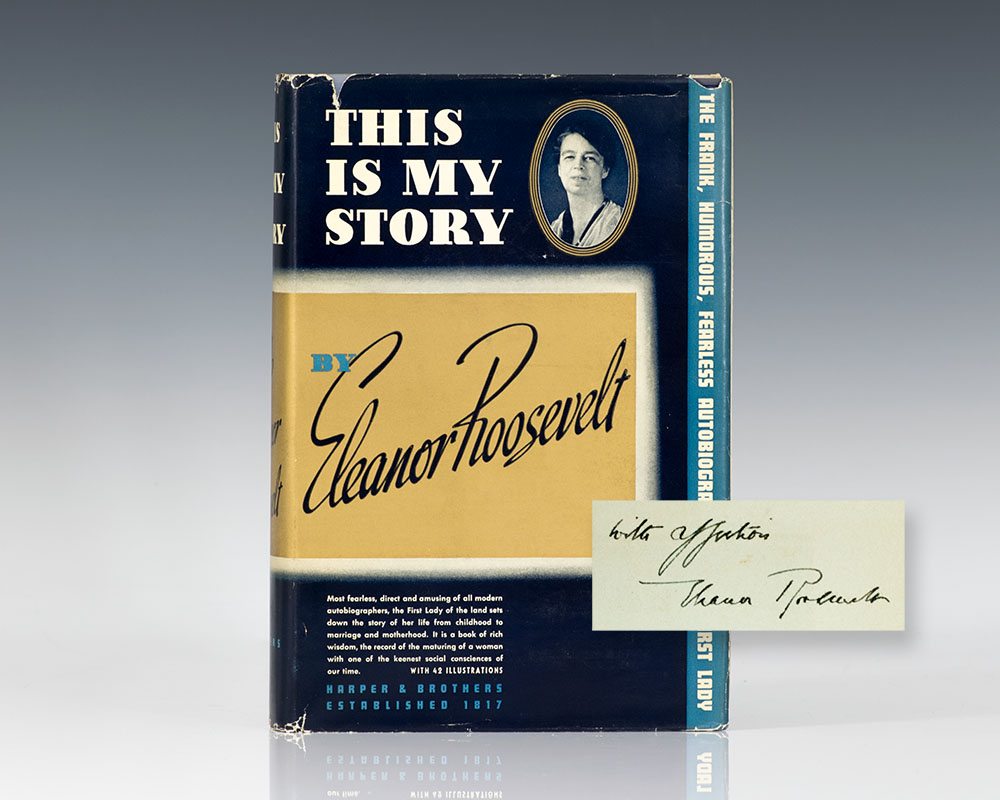 THIS
IS MY
STORY
BY
Eleanor Roosevelt
Most fearless, direct and amusing of all modern
autobiographers, the First Lady of the land sets
down the story of her life from childhood to
marriage and motherhood. It is a book of rich
wisdom, the record of the maturing of a woman
with one of the keenest social consciences of
our time. WITH 42 ILLUSTRATIONS
HARPER & BROTHERS
ESTABLISHED 1817
THE FRANK, HUMOROUS, FEARLESS AUTOBIOGRA
RST LADY
with affection
Eleanor Roosevelt